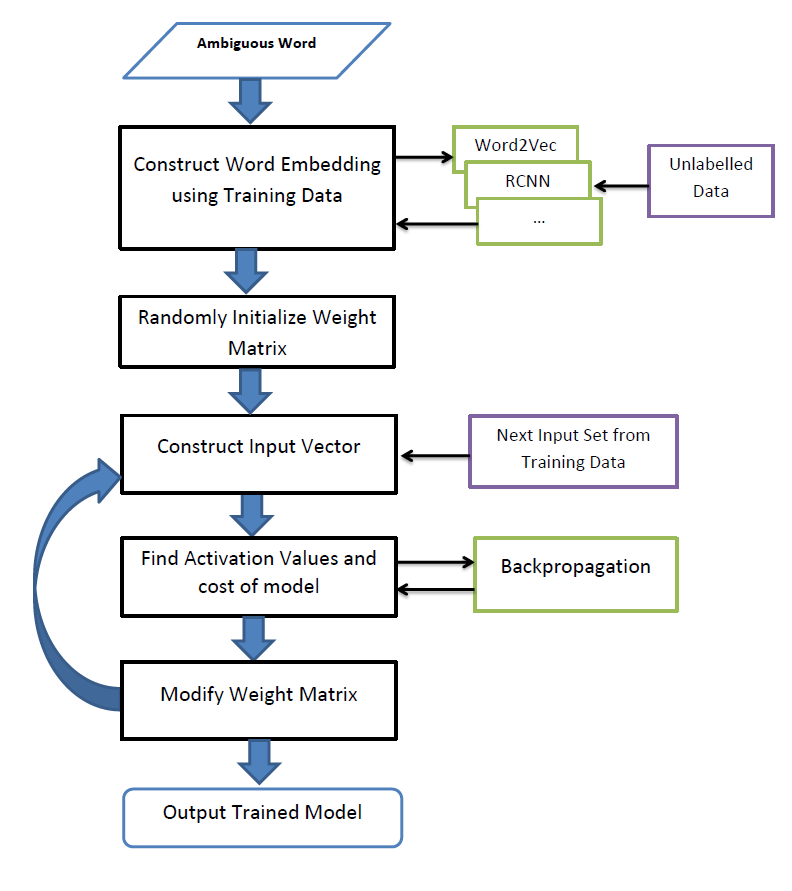 Ambiguous Word
Construct Word Embedding
using Training Data
Word2Vec
RCNN
...
Unlabelled
Data
Randomly Initialize Weight
Matrix
Construct Input Vector
Next Input Set from
Training Data
Find Activation Values and
cost of model
Backpropagation
Modify Weight Matrix
Output Trained Model